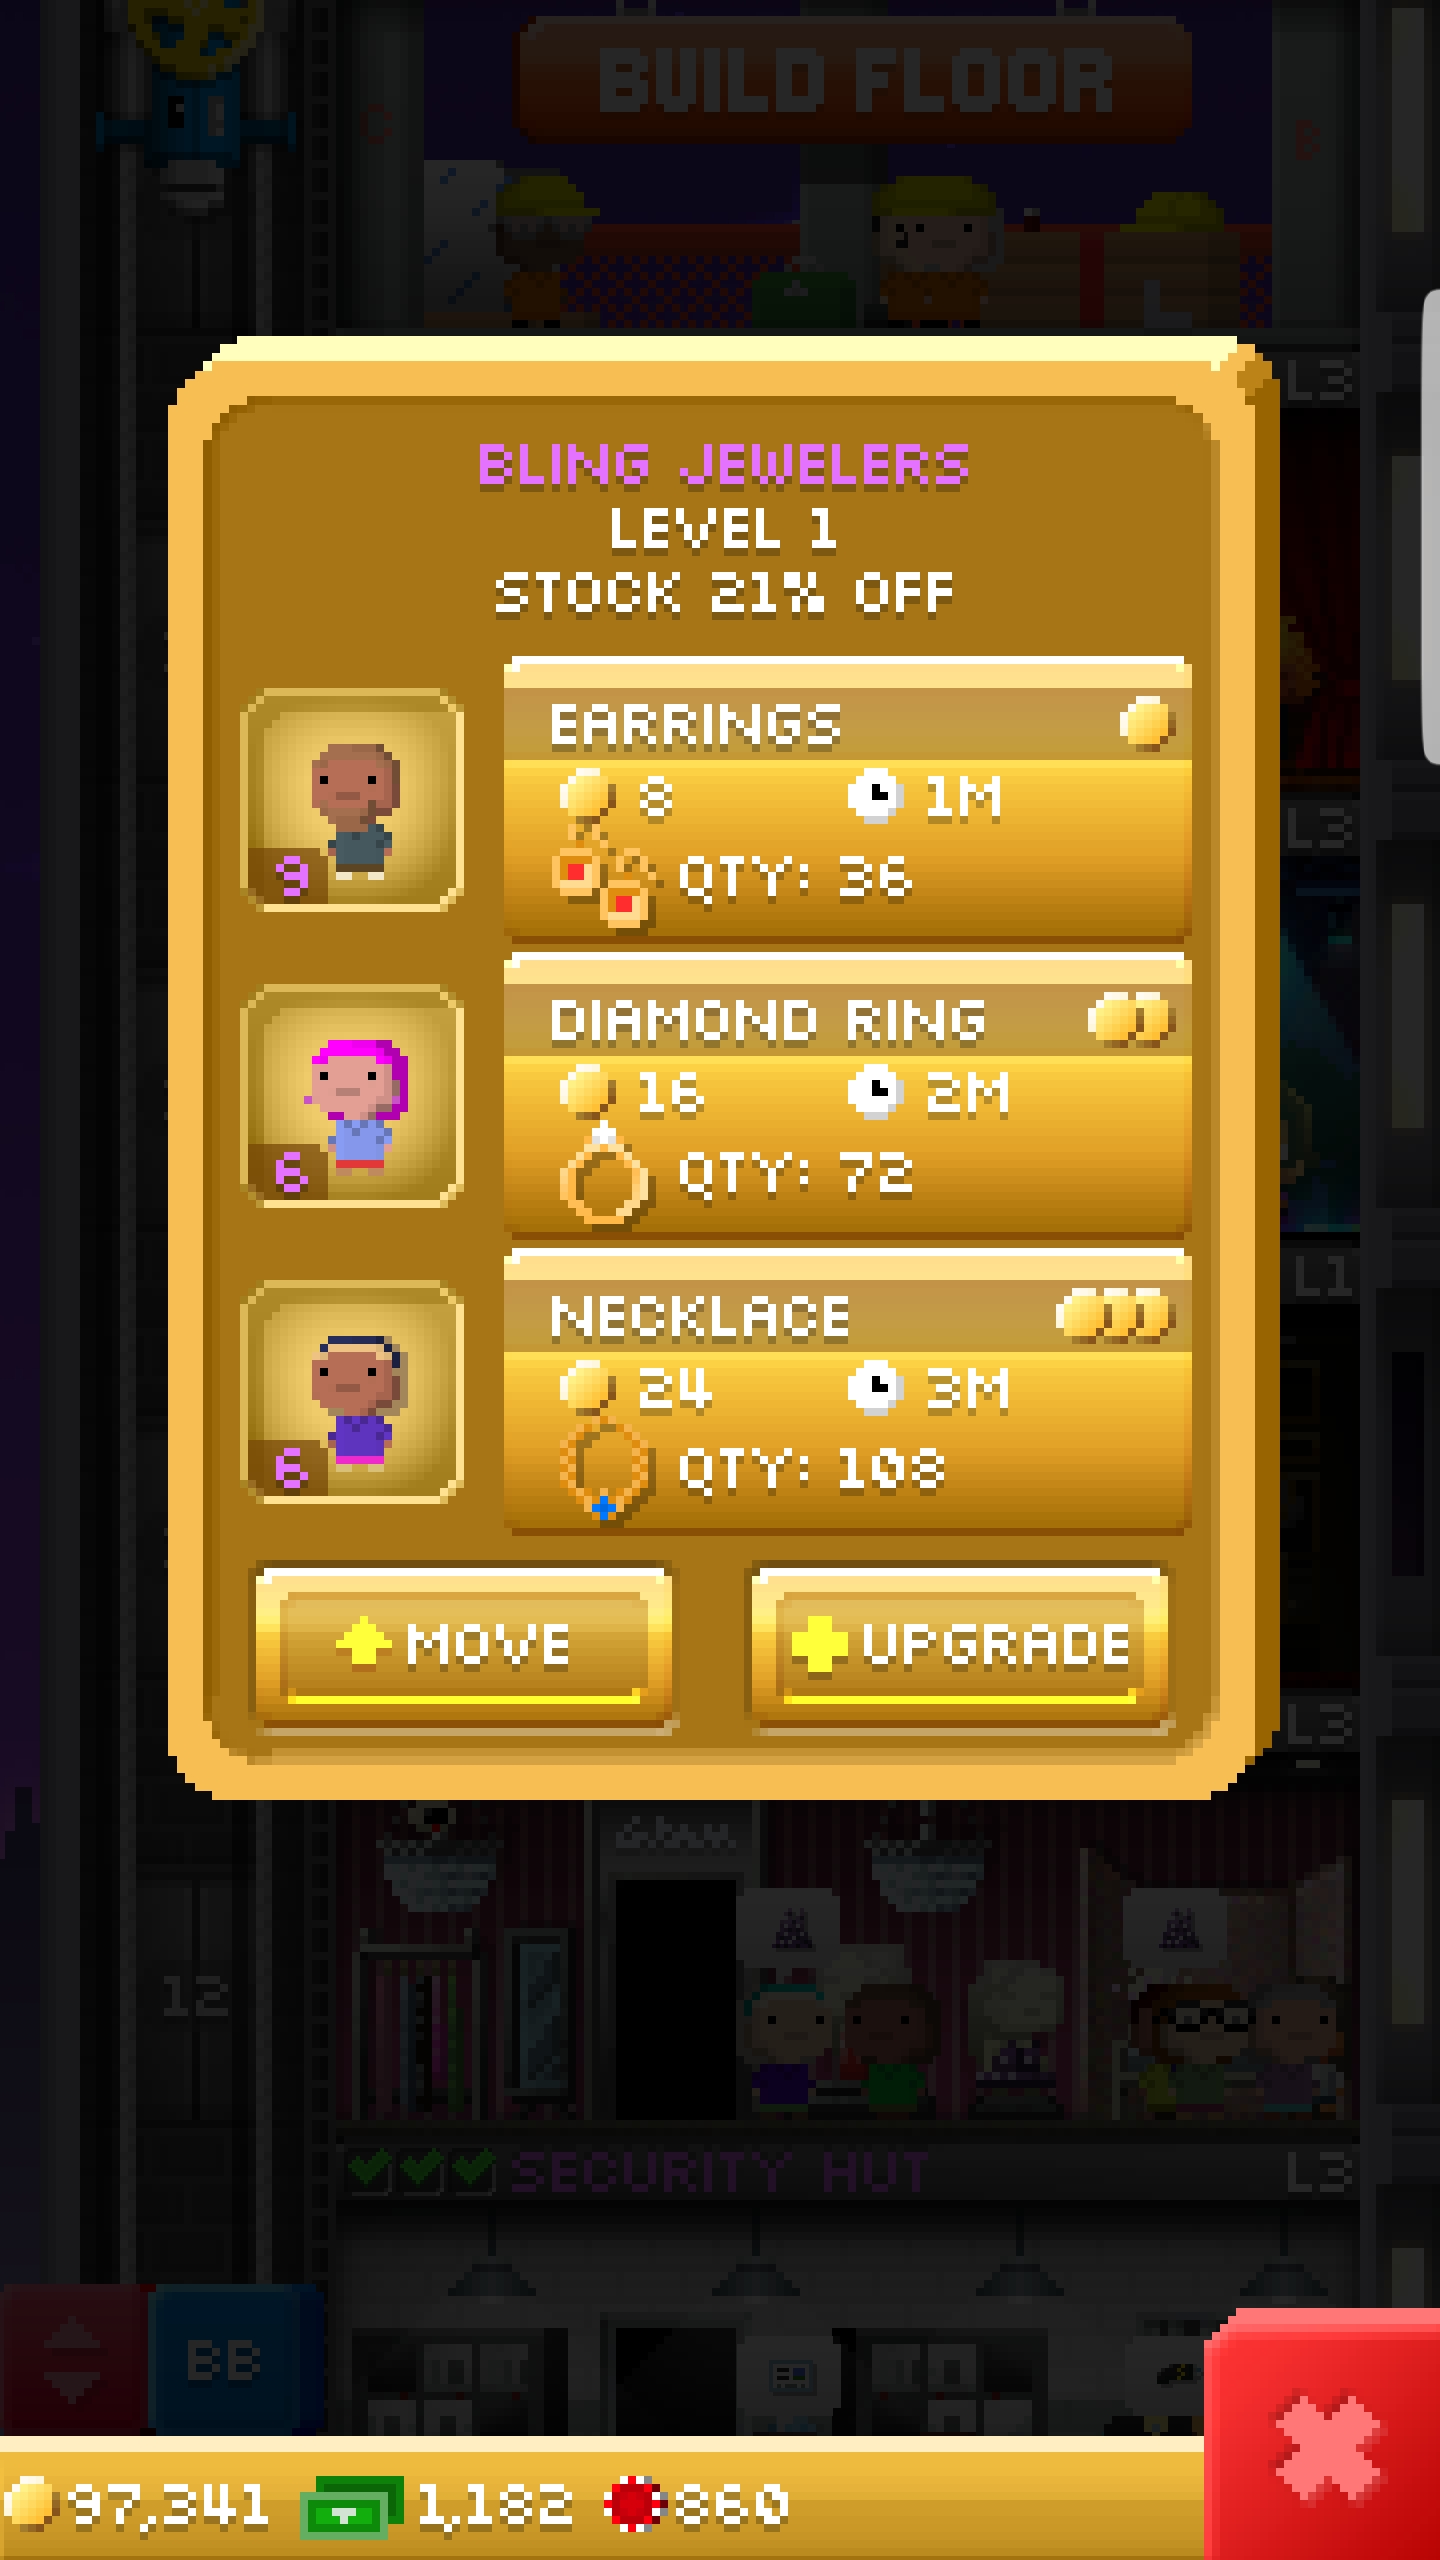 BUILD FLOOR
C
B
L3
BLING JEWELERS
LEVEL 1
STOCK 21% OFF
EARRINGS
8 1M
9
QTY: 36
L3
DIAMOND RING
16 2M
6
QTY: 72
L1
NECKLACE
24 3M
6
QTY: 108
MOVE
UPGRADE
L3
12
SECURITY HUT
L3
BB
97,341 1,182 860